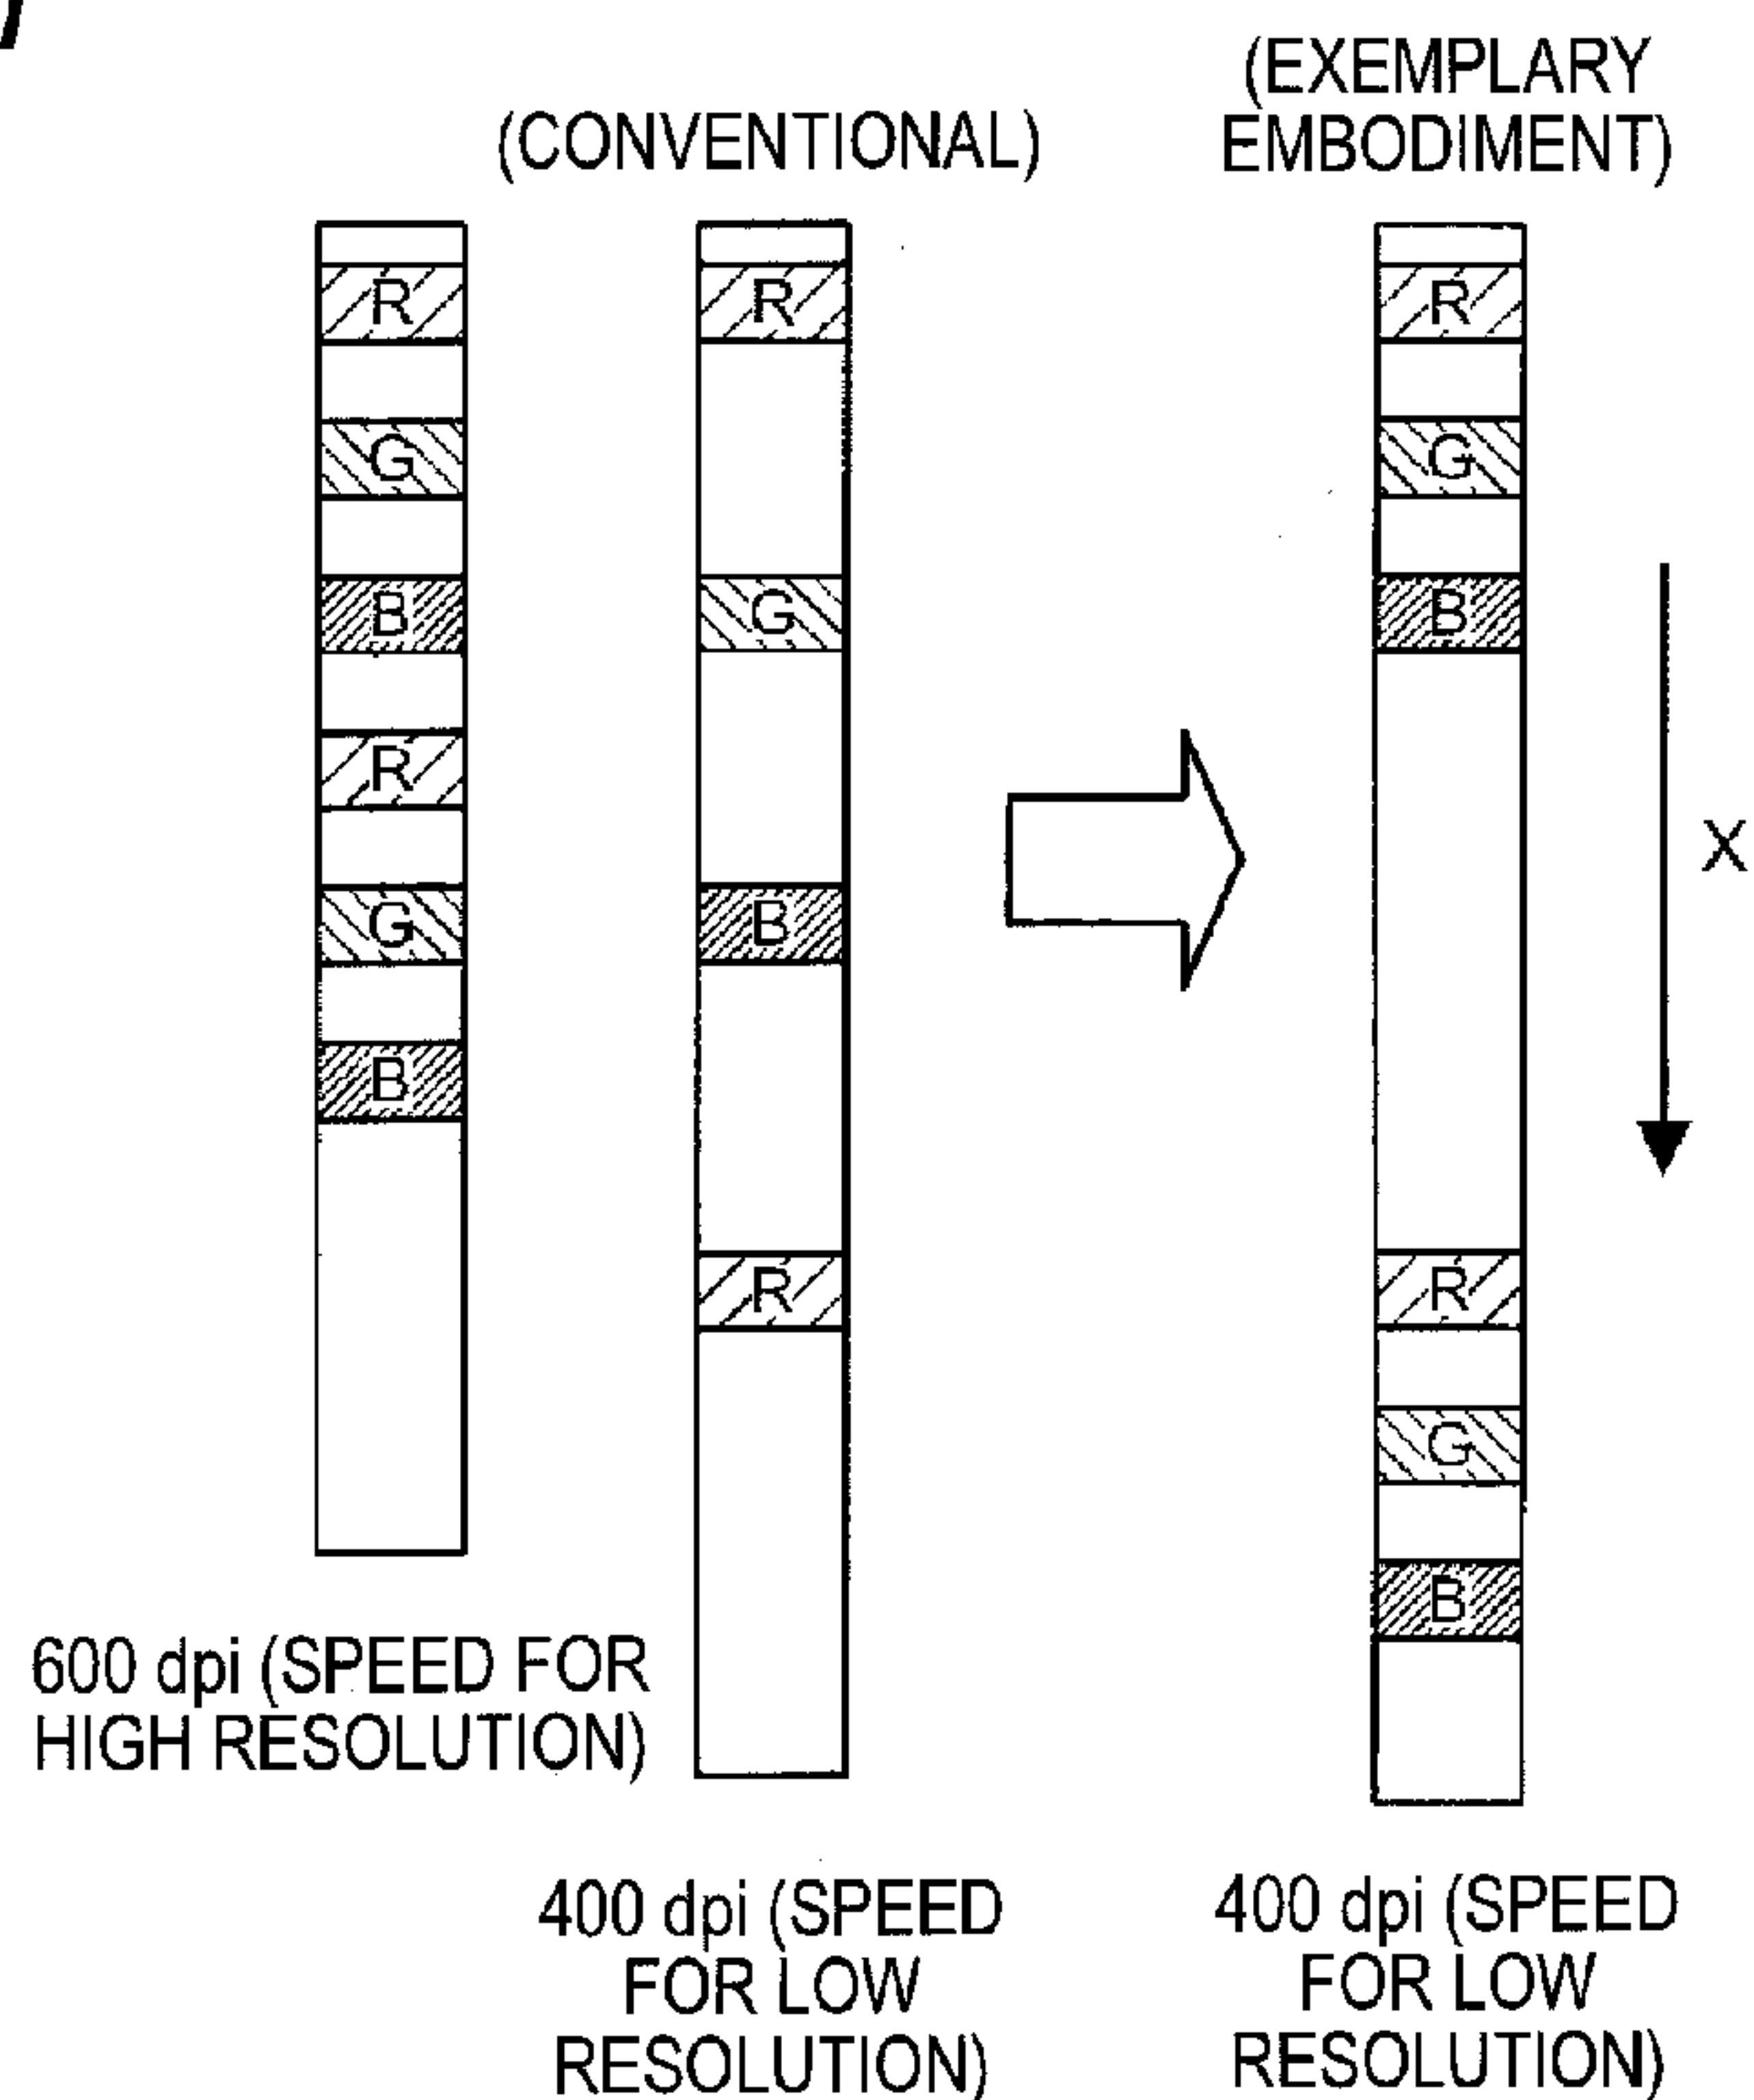 (CONVENTIONAL)
(EXEMPLARY
EMBODIMENT)
R
G
B
R
G
B
R
G
B
R
R
G
B
R
G
B
X
600 dpi (SPEED FOR
HIGH RESOLUTION)
400 dpi (SPEED
FOR LOW
RESOLUTION)
400 dpi (SPEED
FOR LOW
RESOLUTION)